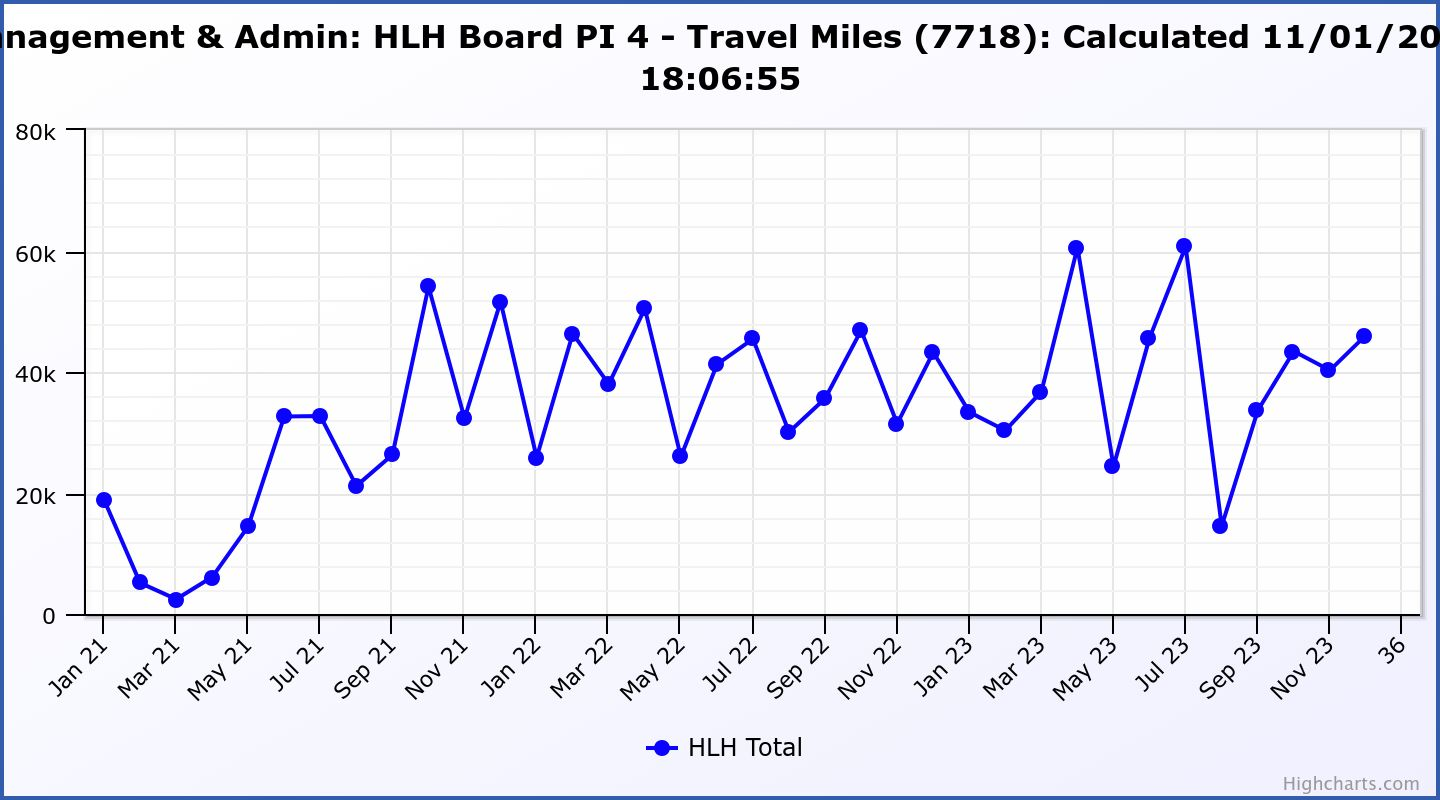 nagement & Admin: HLH Board PI 4 - Travel Miles (7718): Calculated 11/01/20
18:06:55
80k
60k
40k
20k
0
Jan 21
Mar 21
May 21
Jul 21
Sep 21
Nov 21
Jan 22
Mar 22
May 22
Jul 22
Sep 22
Nov 22
Jan 23
Mar 23
May 23
Jul 23
Sep 23
Nov 23
36
HLH Total
Highcharts.com